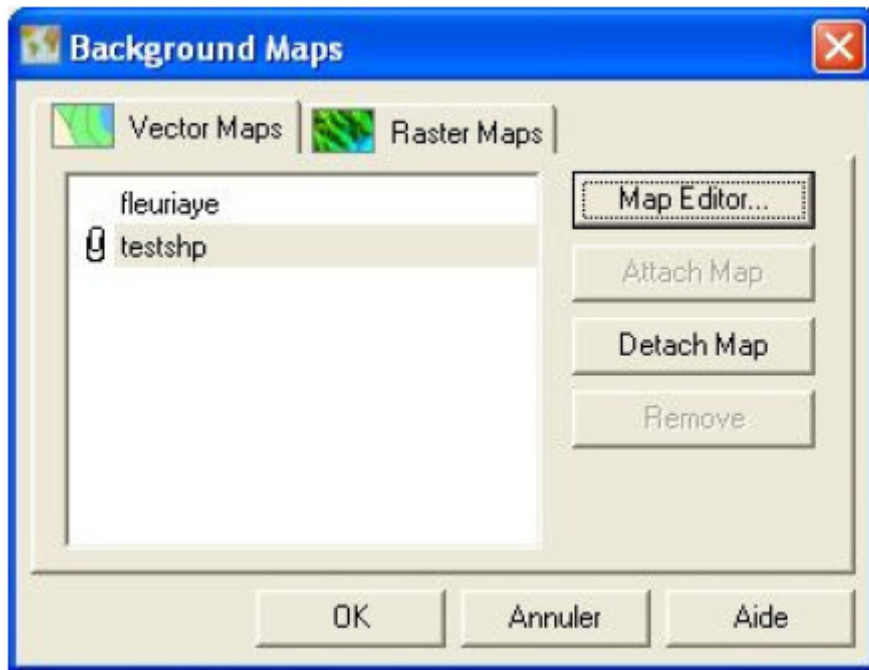 Background Maps
Vector Maps
Raster Maps
fleuriaye
testshp
Map Editor...
Attach Map
Detach Map
Remove
OK
Annuler
Aide